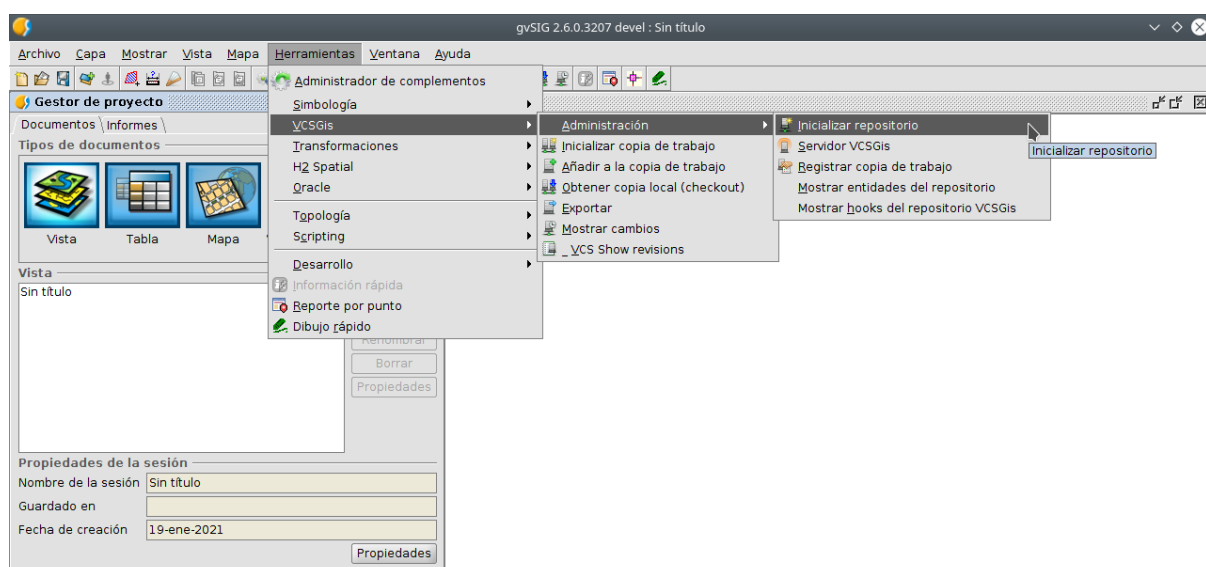 gvSIG 2.6.0.3207 devel : Sin título
Archivo Capa Mostrar Vista Mapa Herramientas Ventana Ayuda
Gestor de proyecto
Documentos Informes
Tipos de documentos
Vista Tabla Mapa
Vista
Sin título
Renombrar
Borrar
Propiedades
Propiedades de la sesión
Nombre de la sesión Sin título
Guardado en
Fecha de creación 19-ene-2021
Propiedades
Administrador de complementos
Simbología
VCSGis
Transformaciones
H2 Spatial
Oracle
Topología
Scripting
Desarrollo
Información rápida
Reporte por punto
Dibujo rápido
Administración
Inicializar copia de trabajo
Añadir a la copia de trabajo
Obtener copia local (checkout)
Exportar
Mostrar cambios
_VCS Show revisions
Inicializar repositorio
Servidor VCSGis
Registrar copia de trabajo
Mostrar entidades del repositorio
Mostrar hooks del repositorio VCSGis
Inicializar repositorio